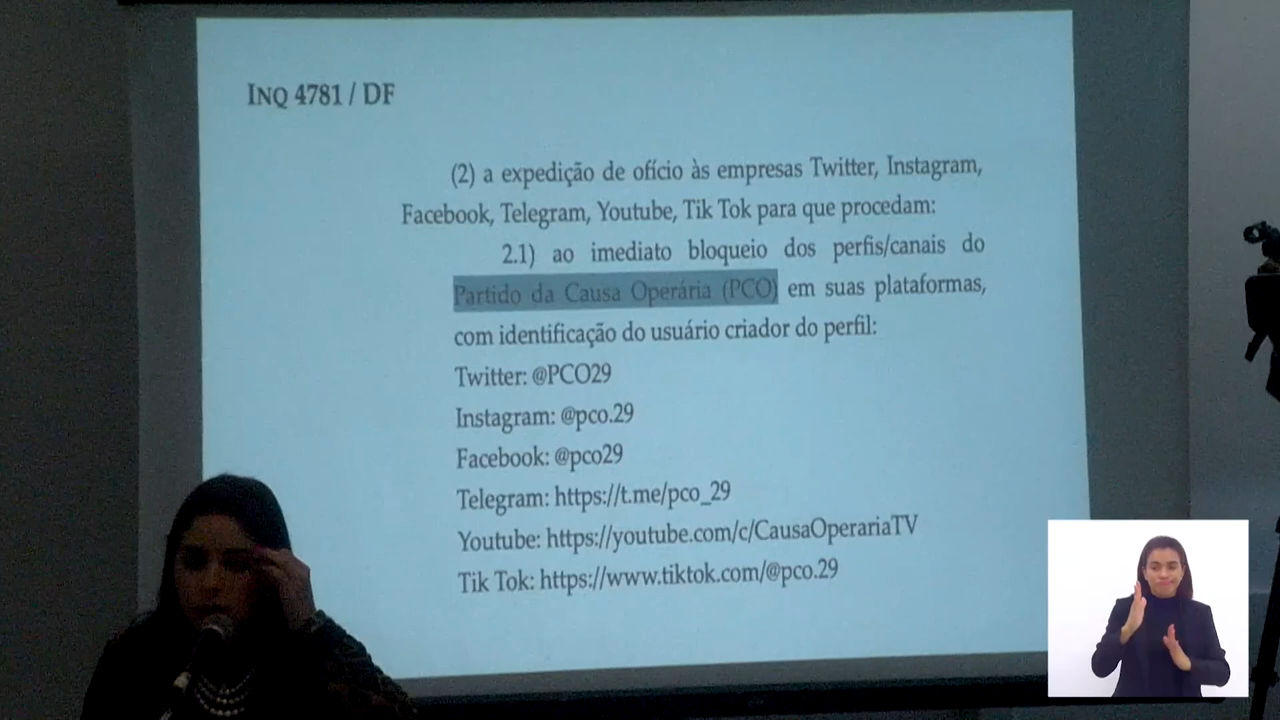 INQ 4781 / DF
(2) a expedição de ofício às empresas Twitter, Instagram,
Facebook, Telegram, Youtube, Tik Tok para que procedam:
2.1) ao imediato bloqueio dos perfis/canais do
Partido da Causa Operária (PCO) em suas plataformas,
com identificação do usuário criador do perfil:
Twitter: @PCO29
Instagram: @pco.29
Facebook: @pco29
Telegram: https://t.me/pco_29
Youtube: https://youtube.com/c/CausaOperariaTV
Tik Tok: https://www.tiktok.com/@pco.29